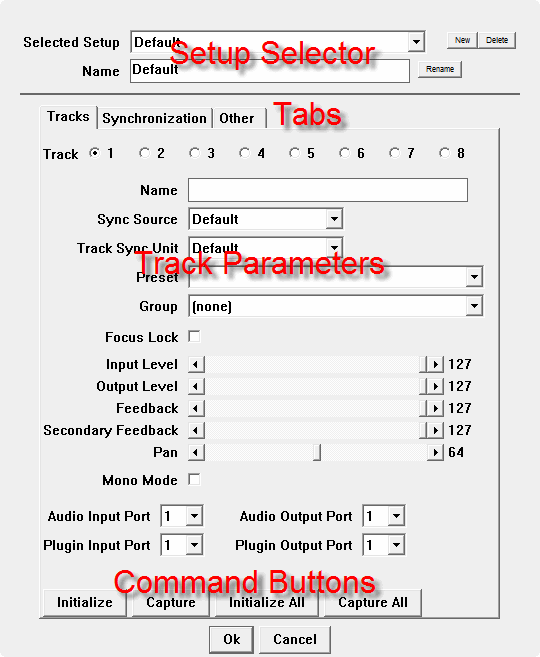 Selected Setup Default New Delete
Setup Selector
Name Default Rename
Tracks Synchronization Other Tabs
Track 1 2 3 4 5 6 7 8
Name
Sync Source Default
Track Sync Unit Default
Track Parameters
Preset
Group (none)
Focus Lock
Input Level 127
Output Level 127
Feedback 127
Secondary Feedback 127
Pan 64
Mono Mode
Audio Input Port 1 Audio Output Port 1
Plugin Input Port 1 Plugin Output Port 1
Command Buttons
Initialize Capture Initialize All Capture All
Ok Cancel